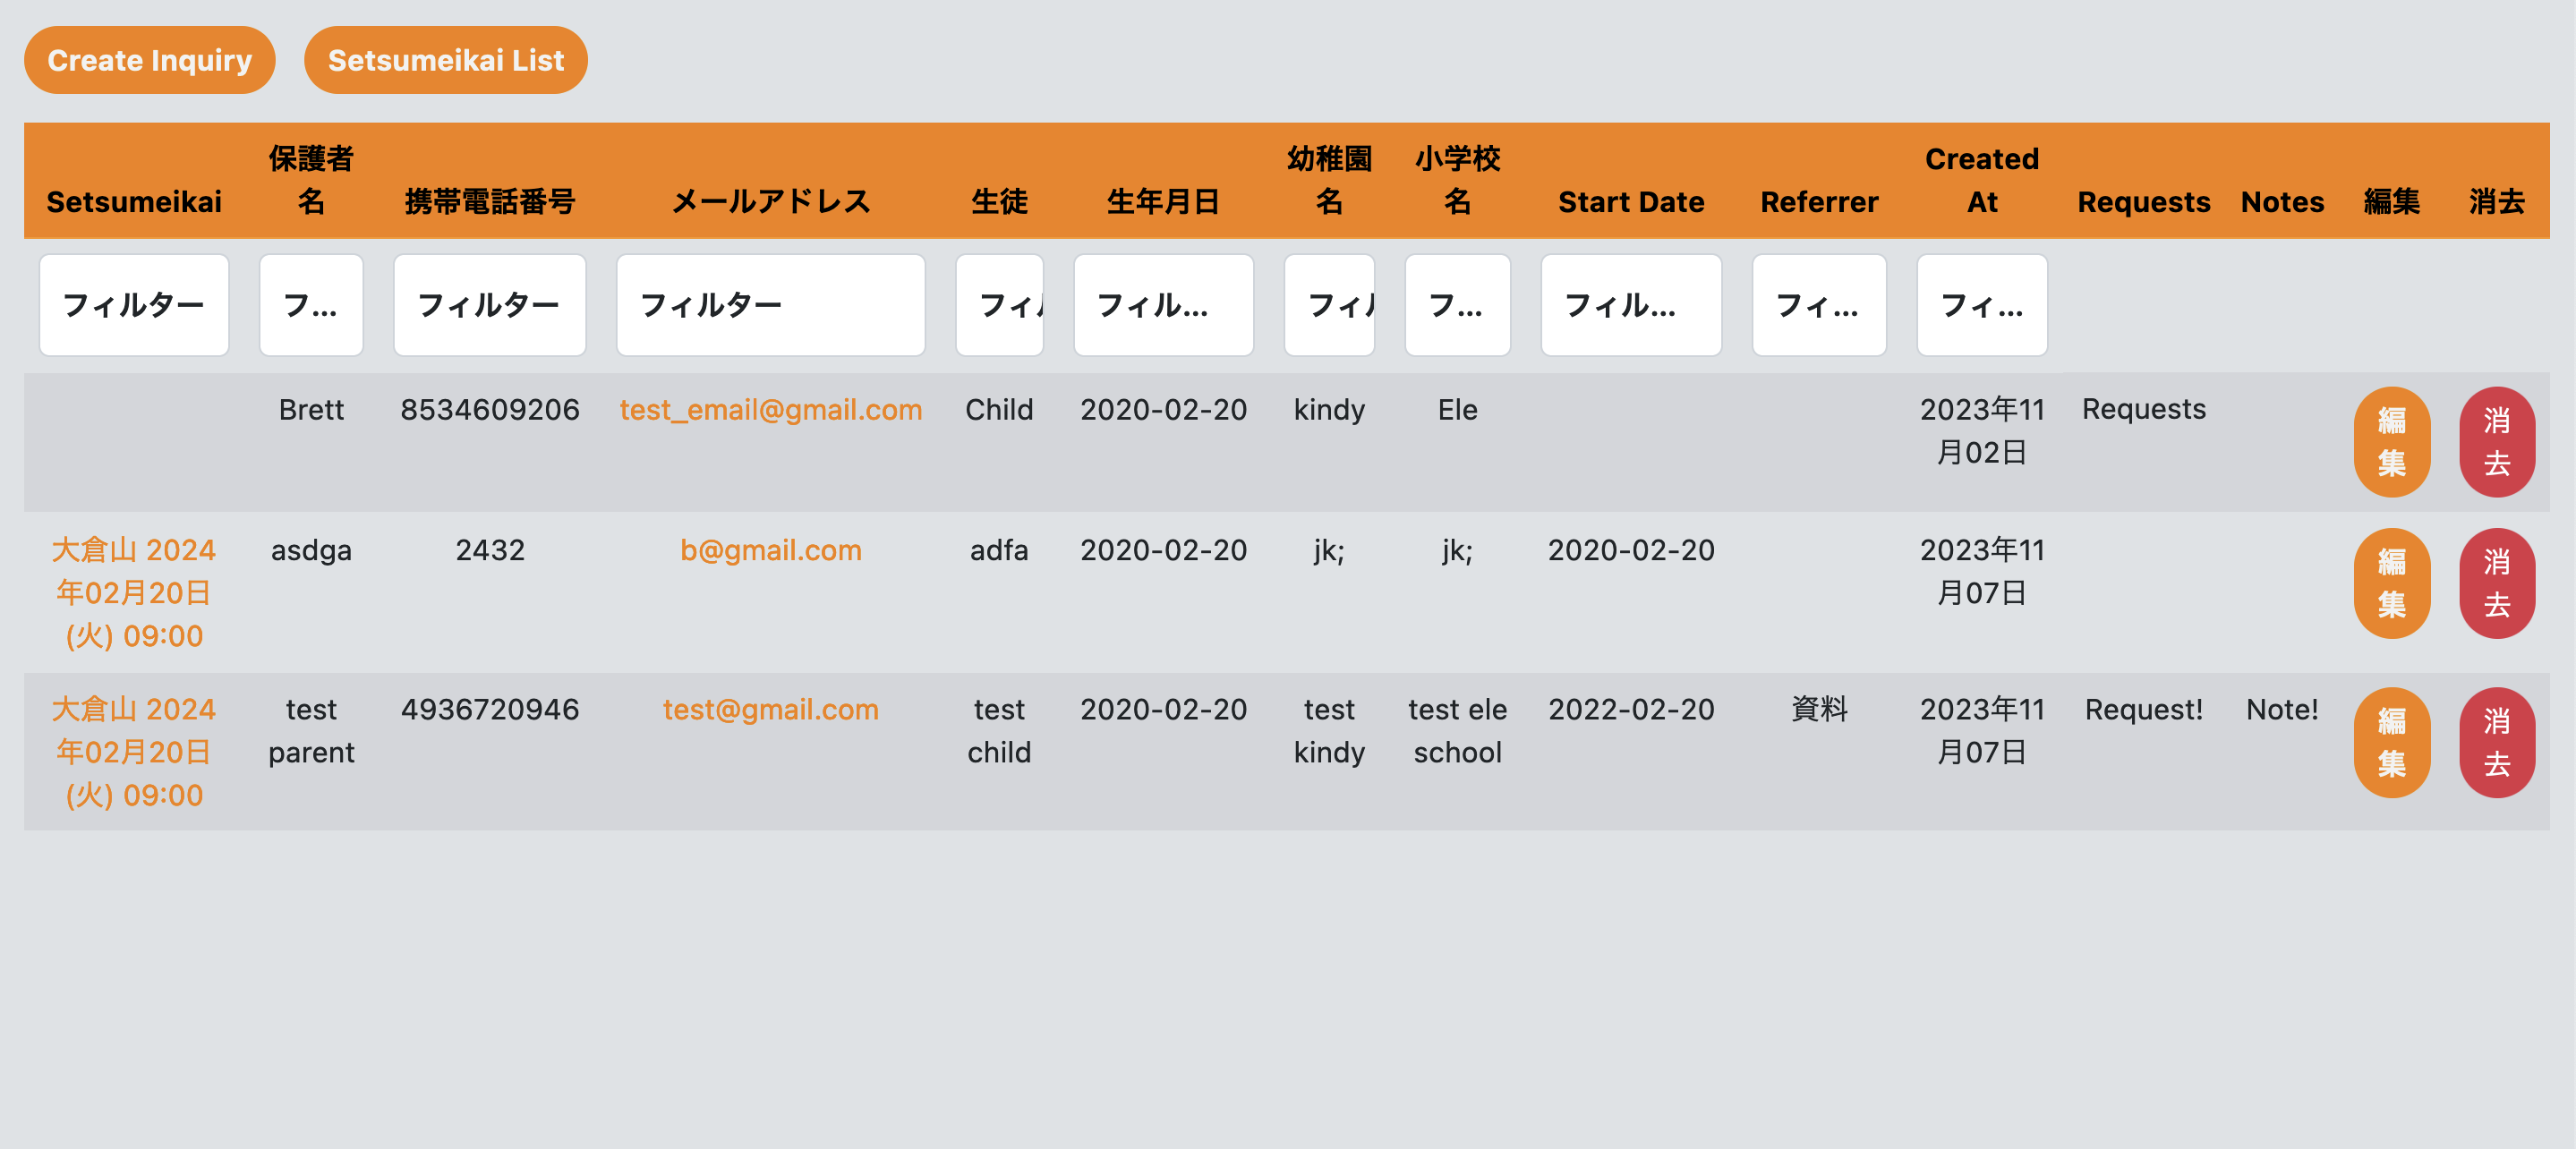 Create Inquiry
Setsumeikai List
Setsumeikai
保護者
名
携帯電話番号
メールアドレス
生徒
生年月日
幼稚園
名
小学校
名
Start Date
Referrer
Created
At
Requests
Notes
編集
消去
フィルター
フ...
フィルター
フィルター
フィル
フィル...
フィル
フ...
フィル...
フィ...
フィ...
Brett
8534609206
test_email@gmail.com
Child
2020-02-20
kindy
Ele
2023年11
月02日
Requests
編
集
消
去
大倉山 2024
年02月20日
(火) 09:00
asdga
2432
b@gmail.com
adfa
2020-02-20
jk;
jk;
2020-02-20
2023年11
月07日
編
集
消
去
大倉山 2024
年02月20日
(火) 09:00
test
parent
4936720946
test@gmail.com
test
child
2020-02-20
test
kindy
test ele
school
2022-02-20
資料
2023年11
月07日
Request!
Note!
編
集
消
去